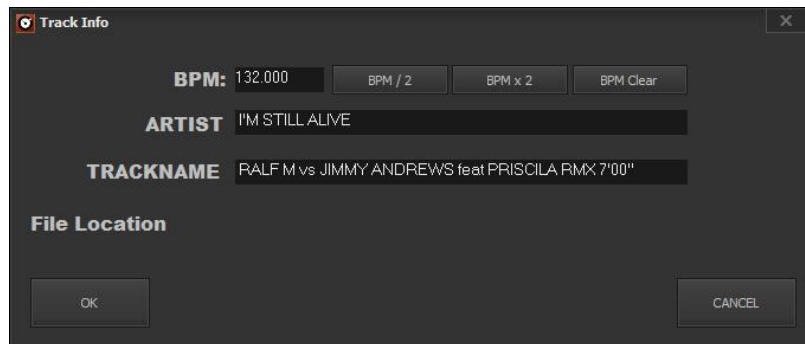 Track Info
BPM: 132.000 BPM / 2 BPM x 2 BPM Clear
ARTIST I'M STILL ALIVE
TRACKNAME RALF M vs JIMMY ANDREWS feat PRISCILA RMX 7'00"
File Location
OK CANCEL